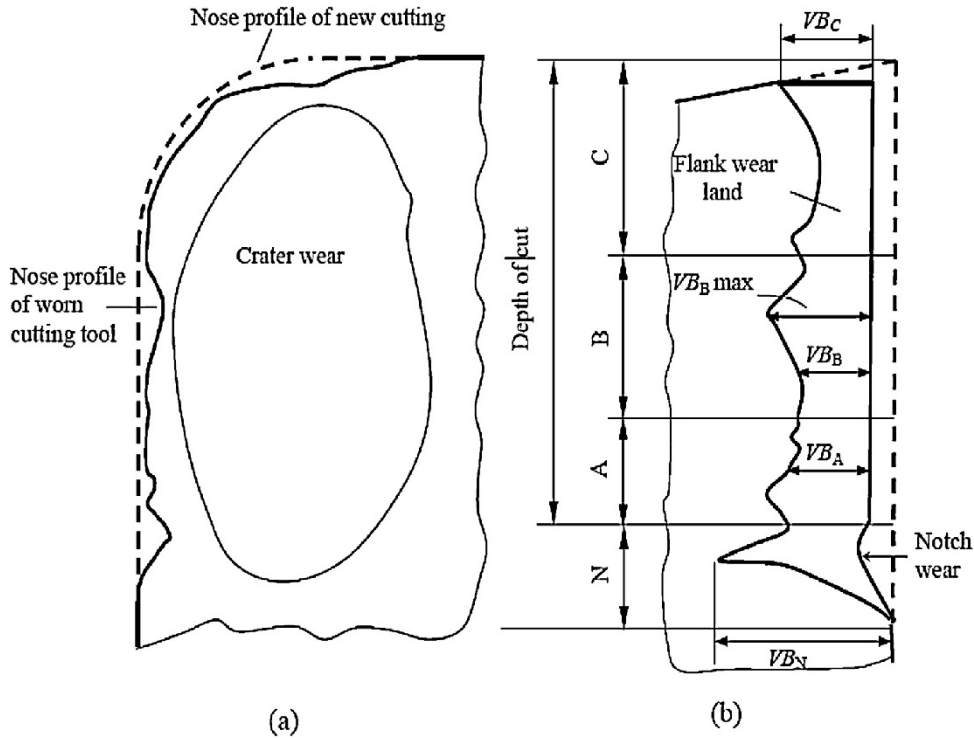 Nose profile of new cutting
Crater wear
Nose profile
of worn
cutting tool
(a)
VBC
Depth of cut
C
Flank wear
land
B
VBB max
VBB
A
VBA
N
Notch
wear
VBN
(b)